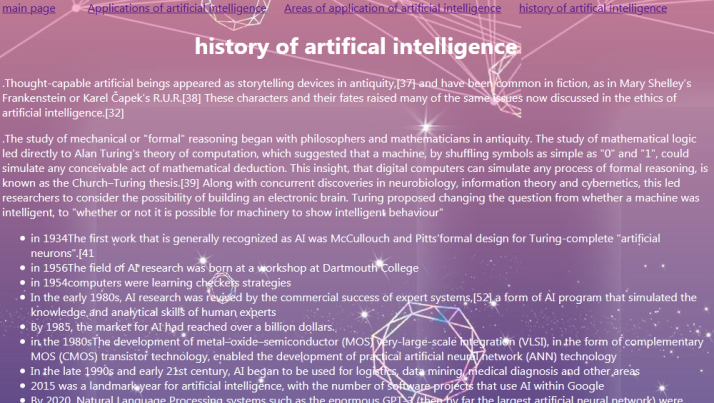 main page Applications of artificial intelligence Areas of application of artificial intelligence history of artificial intelligence
history of artifical intelligence
.Thought-capable artificial beings appeared as storytelling devices in antiquity,[37] and have been common in fiction, as in Mary Shelley's
Frankenstein or Karel Čapek's R.U.R.[38] These characters and their fates raised many of the same issues now discussed in the ethics of
artificial intelligence.[32]
.The study of mechanical or "formal" reasoning began with philosophers and mathematicians in antiquity. The study of mathematical logic
led directly to Alan Turing's theory of computation, which suggested that a machine, by shuffling symbols as simple as "0" and "1", could
simulate any conceivable act of mathematical deduction. This insight, that digital computers can simulate any process of formal reasoning, is
known as the Church–Turing thesis.[39] Along with concurrent discoveries in neurobiology, information theory and cybernetics, this led
researchers to consider the possibility of building an electronic brain. Turing proposed changing the question from whether a machine was
intelligent, to "whether or not it is possible for machinery to show intelligent behaviour"
• in 1934The first work that is generally recognized as AI was McCullouch and Pitts'formal design for Turing-complete "artificial
neurons".[41
• in 1956The field of AI research was born at a workshop at Dartmouth College
• in 1954computers were learning checkers strategies
• In the early 1980s, AI research was revised by the commercial success of expert systems,[52] a form of AI program that simulated the
knowledge and analytical skills of human experts
• By 1985, the market for AI had reached over a billion dollars.
• in the 1980sThe development of metal–oxide–semiconductor (MOS) very-large-scale integration (VLSI), in the form of complementary
MOS (CMOS) transistor technology, enabled the development of practical artificial neural network (ANN) technology
• In the late 1990s and early 21st century, AI began to be used for logistics, data mining, medical diagnosis and other areas
• 2015 was a landmark year for artificial intelligence, with the number of software projects that use AI within Google
• By 2020, Natural Language Processing systems such as the enormous GPT-3 (then by far the largest artificial neural network) were